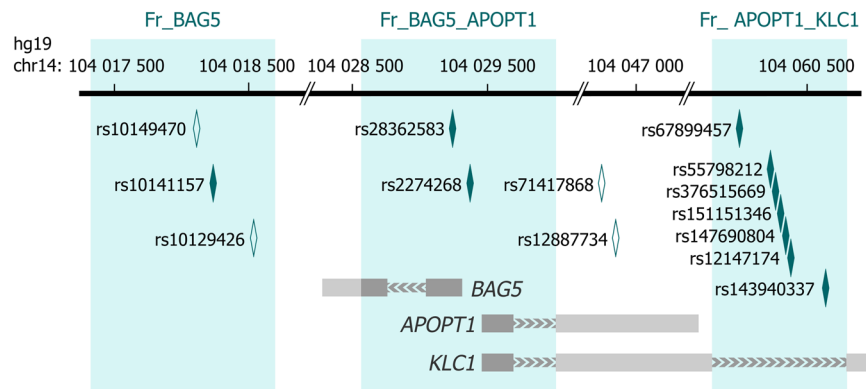 Fr_BAG5 Fr_BAG5_APOPT1 Fr_ APOPT1_KLC1
hg19
chr14: 104 017 500 104 018 500 104 028 500 104 029 500 104 047 000 104 060 500
rs10149470 rs28362583 rs67899457
rs55798212
rs10141157 rs2274268 rs71417868 rs376515669
rs151151346
rs10129426 rs12887734 rs147690804
rs12147174
BAG5 rs143940337
APOPT1
KLC1